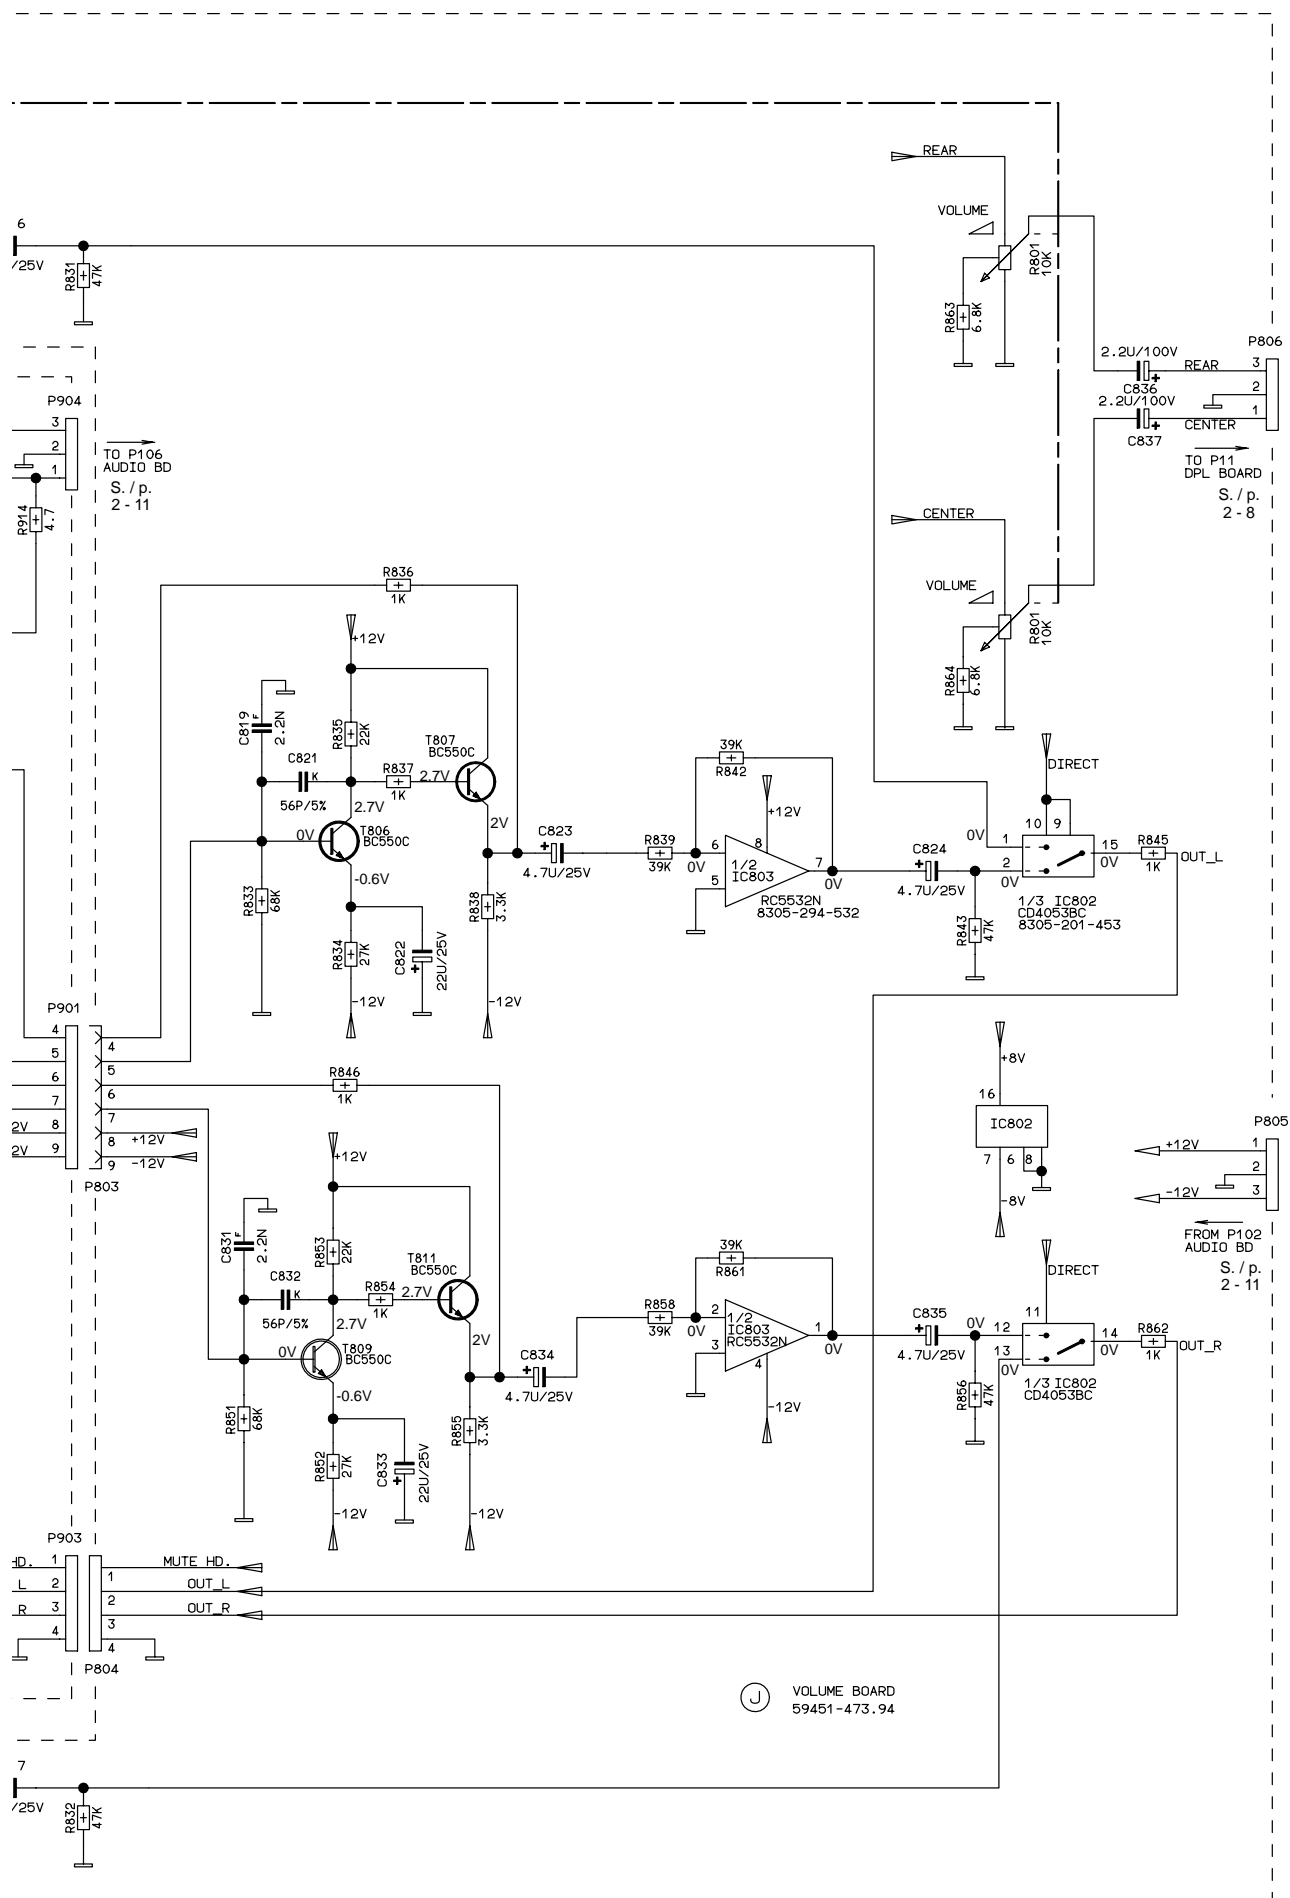 REAR
VOLUME
R801
10K
R863
6.8K
6
/25V
R831
47K
P806
2.2U/100V
REAR
3
C836
2
2.2U/100V
1
CENTER
C837
TO P11
DPL BOARD
S. / p.
2 - 8
P904
3
2
1
TO P106
AUDIO BD
S. / p.
2 - 11
R914
4.7
CENTER
VOLUME
R801
10K
R864
6.8K
R836
1K
+12V
C819
F
2.2N
R835
22K
T807
BC550C
C821
K
56P/5%
R837
1K
2.7V
2.7V
2V
0V
T806
BC550C
-0.6V
R833
68K
R834
27K
C822
22U/25V
R838
3.3K
-12V
-12V
C823
4.7U/25V
R839
39K
0V
39K
R842
+12V
6
8
7
5
1/2
IC803
RC5532N
8305-294-532
0V
C824
4.7U/25V
R843
47K
DIRECT
10
9
0V
1
2
0V
15
0V
R845
1K
OUT_L
1/3 IC802
CD4053BC
8305-201-453
P901
4
5
6
7
8
9
2V
2V
4
5
6
7
8
9
+12V
-12V
P803
R846
1K
+8V
16
IC802
7
6
8
-8V
P805
+12V
1
2
-12V
3
FROM P102
AUDIO BD
S. / p.
2 - 11
+12V
C831
F
2.2N
R853
22K
T811
BC550C
C832
K
56P/5%
R854
1K
2.7V
2.7V
2V
0V
T809
BC550C
-0.6V
R851
68K
R852
27K
C833
22U/25V
R855
3.3K
-12V
-12V
C834
4.7U/25V
R858
39K
0V
39K
R861
2
1/2
IC803
RC5532N
3
4
1
0V
-12V
C835
4.7U/25V
0V
R856
47K
DIRECT
11
12
13
0V
14
0V
R862
1K
OUT_R
1/3 IC802
CD4053BC
P903
HD.
1
L
2
R
3
4
MUTE HD.
1
OUT_L
2
OUT_R
3
4
P804
J
VOLUME BOARD
59451-473.94
7
/25V
R832
47K